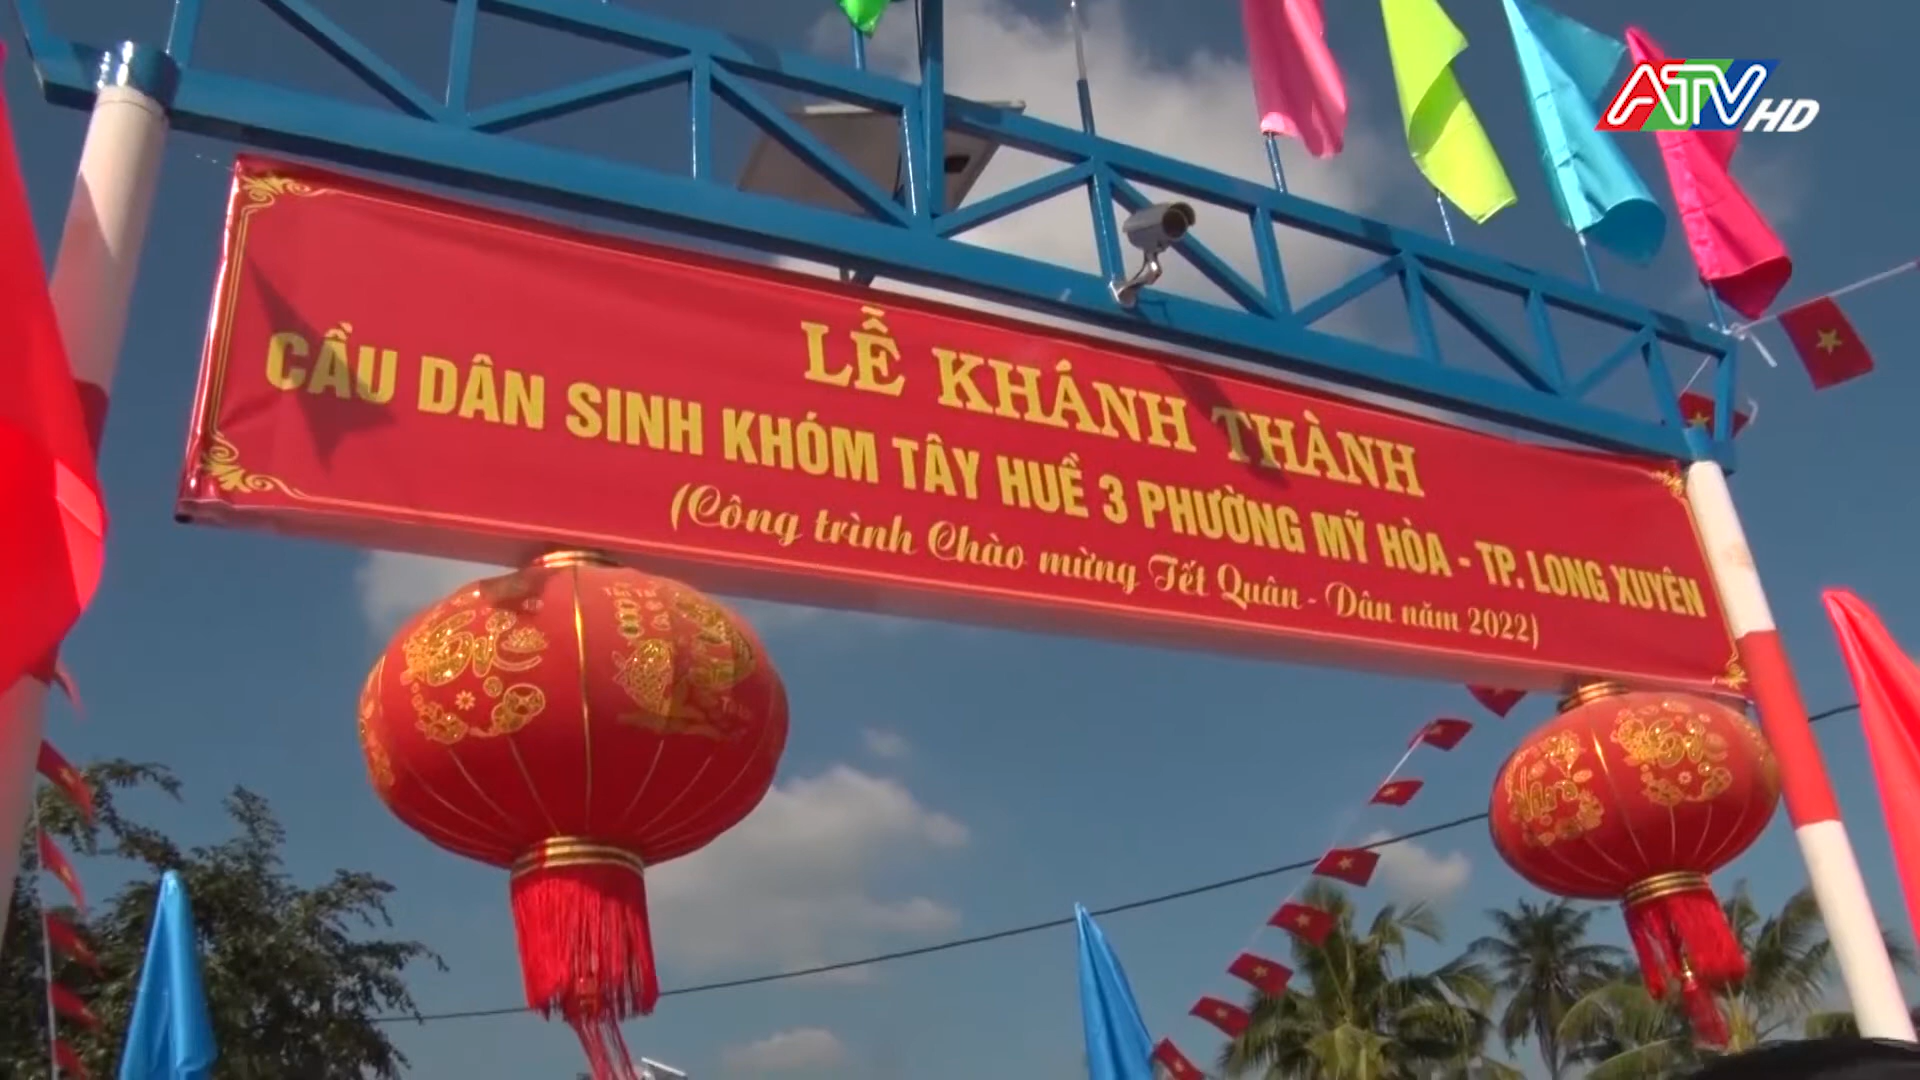 ATV HD
LỄ KHÁNH THÀNH
CẦU DÂN SINH KHÓM TÂY HUỀ 3 PHƯỜNG MỸ HÒA - TP. LONG XUYÊN
(Công trình Chào mừng Tết Quân - Dân năm 2022)